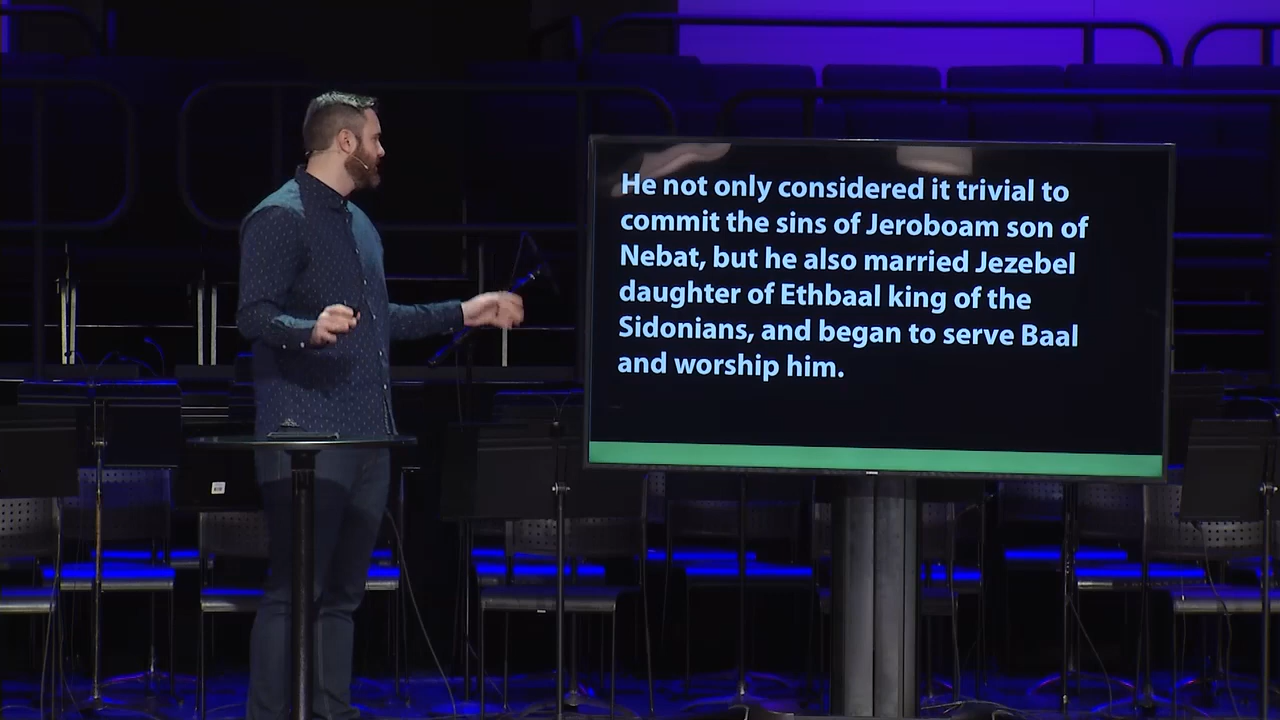 He not only considered it trivial to
commit the sins of Jeroboam son of
Nebat, but he also married Jezebel
daughter of Ethbaal king of the
Sidonians, and began to serve Baal
and worship him.